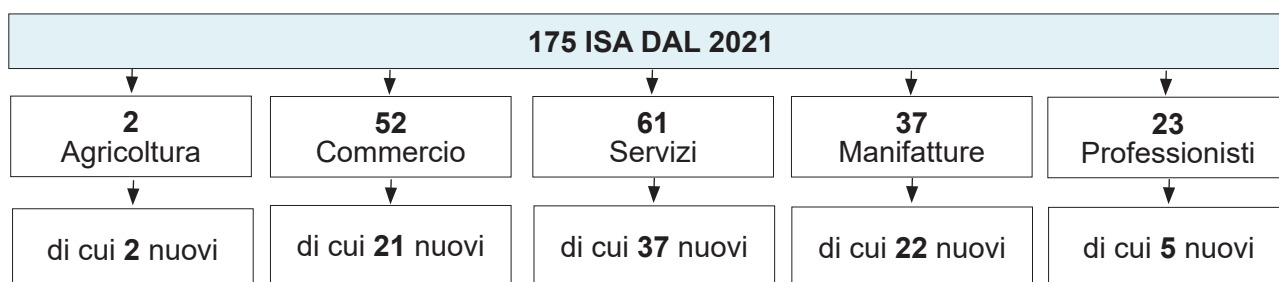 175 ISA DAL 2021
2
Agricoltura
52
Commercio
61
Servizi
37
Manifatture
23
Professionisti
di cui 2 nuovi
di cui 21 nuovi
di cui 37 nuovi
di cui 22 nuovi
di cui 5 nuovi